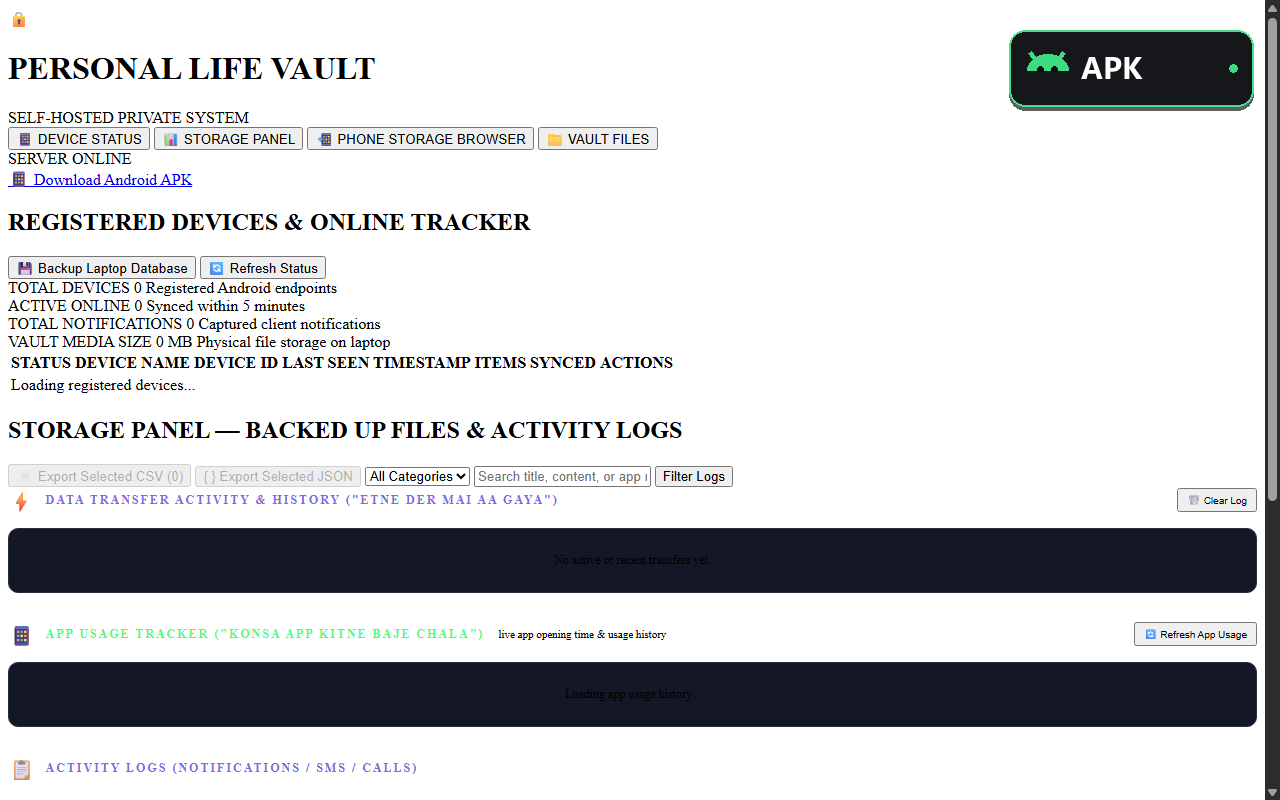 PERSONAL LIFE VAULT
APK
SELF-HOSTED PRIVATE SYSTEM
DEVICE STATUS STORAGE PANEL PHONE STORAGE BROWSER VAULT FILES
SERVER ONLINE
Download Android APK
REGISTERED DEVICES & ONLINE TRACKER
Backup Laptop Database Refresh Status
TOTAL DEVICES 0 Registered Android endpoints
ACTIVE ONLINE 0 Synced within 5 minutes
TOTAL NOTIFICATIONS 0 Captured client notifications
VAULT MEDIA SIZE 0 MB Physical file storage on laptop
STATUS DEVICE NAME DEVICE ID LAST SEEN TIMESTAMP ITEMS SYNCED ACTIONS
Loading registered devices...
STORAGE PANEL — BACKED UP FILES & ACTIVITY LOGS
Export Selected CSV (0) { } Export Selected JSON All Categories Search title, content, or app Filter Logs
DATA TRANSFER ACTIVITY & HISTORY ("ETNE DER MAI AA GAYA") Clear Log
No active or recent transfers yet.
APP USAGE TRACKER ("KONSA APP KITNE BAJE CHALA") live app opening time & usage history Refresh App Usage
Loading app usage history...
ACTIVITY LOGS (NOTIFICATIONS / SMS / CALLS)